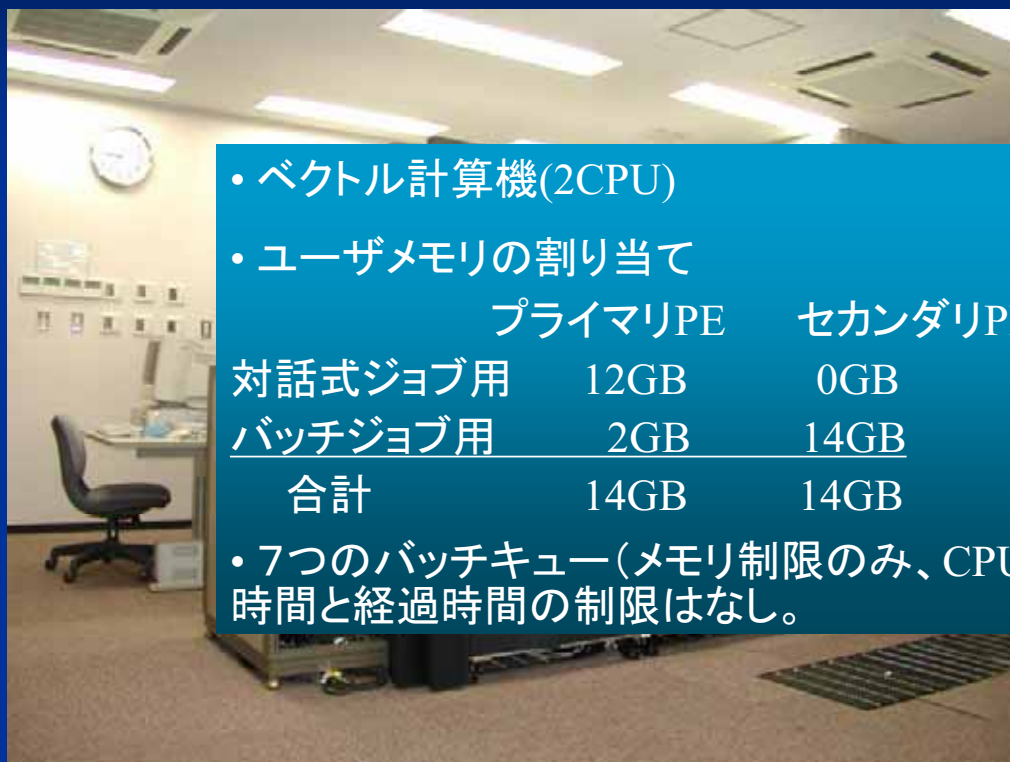 • ベクトル計算機(2CPU)
• ユーザメモリの割り当て
プライマリPE セカンダリP
対話式ジョブ用 12GB 0GB
バッチジョブ用 2GB 14GB
合計 14GB 14GB
• 7つのバッチキュー(メモリ制限のみ、CPU
時間と経過時間の制限はなし。